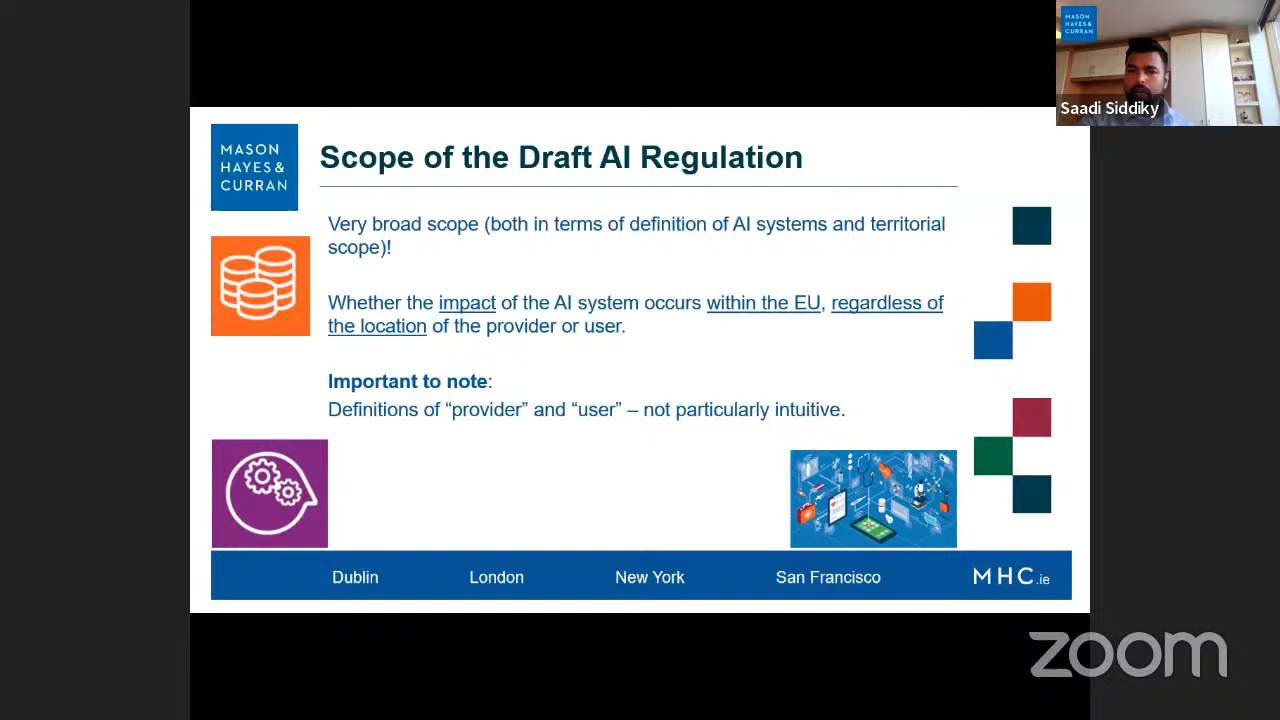 MASON
HAYES &
CURRAN
Saadi Siddiky
MASON
HAYES &
CURRAN
Scope of the Draft AI Regulation
Very broad scope (both in terms of definition of AI systems and territorial
scope)!
Whether the impact of the AI system occurs within the EU, regardless of
the location of the provider or user.
Important to note:
Definitions of “provider” and “user” – not particularly intuitive.
Dublin London New York San Francisco MHC.ie
zoom